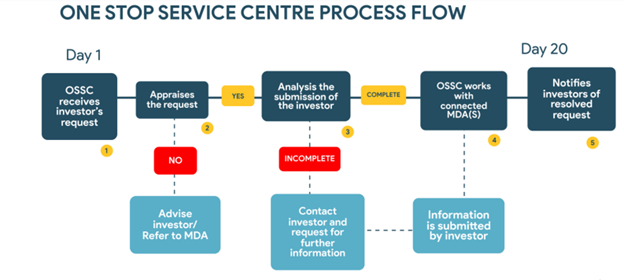 ONE STOP SERVICE CENTRE PROCESS FLOW
Day 1
Day 20
OSSC
receives
investor's
request
1
Appraises
the request
2
YES
Analysis the
submission of
the investor
3
COMPLETE
OSSC works
with
connected
MDA(S)
4
Notifies
investors of
resolved
request
5
NO
INCOMPLETE
Advise
investor/
Refer to MDA
Contact
investor and
request for
further
information
Information
is submitted
by investor